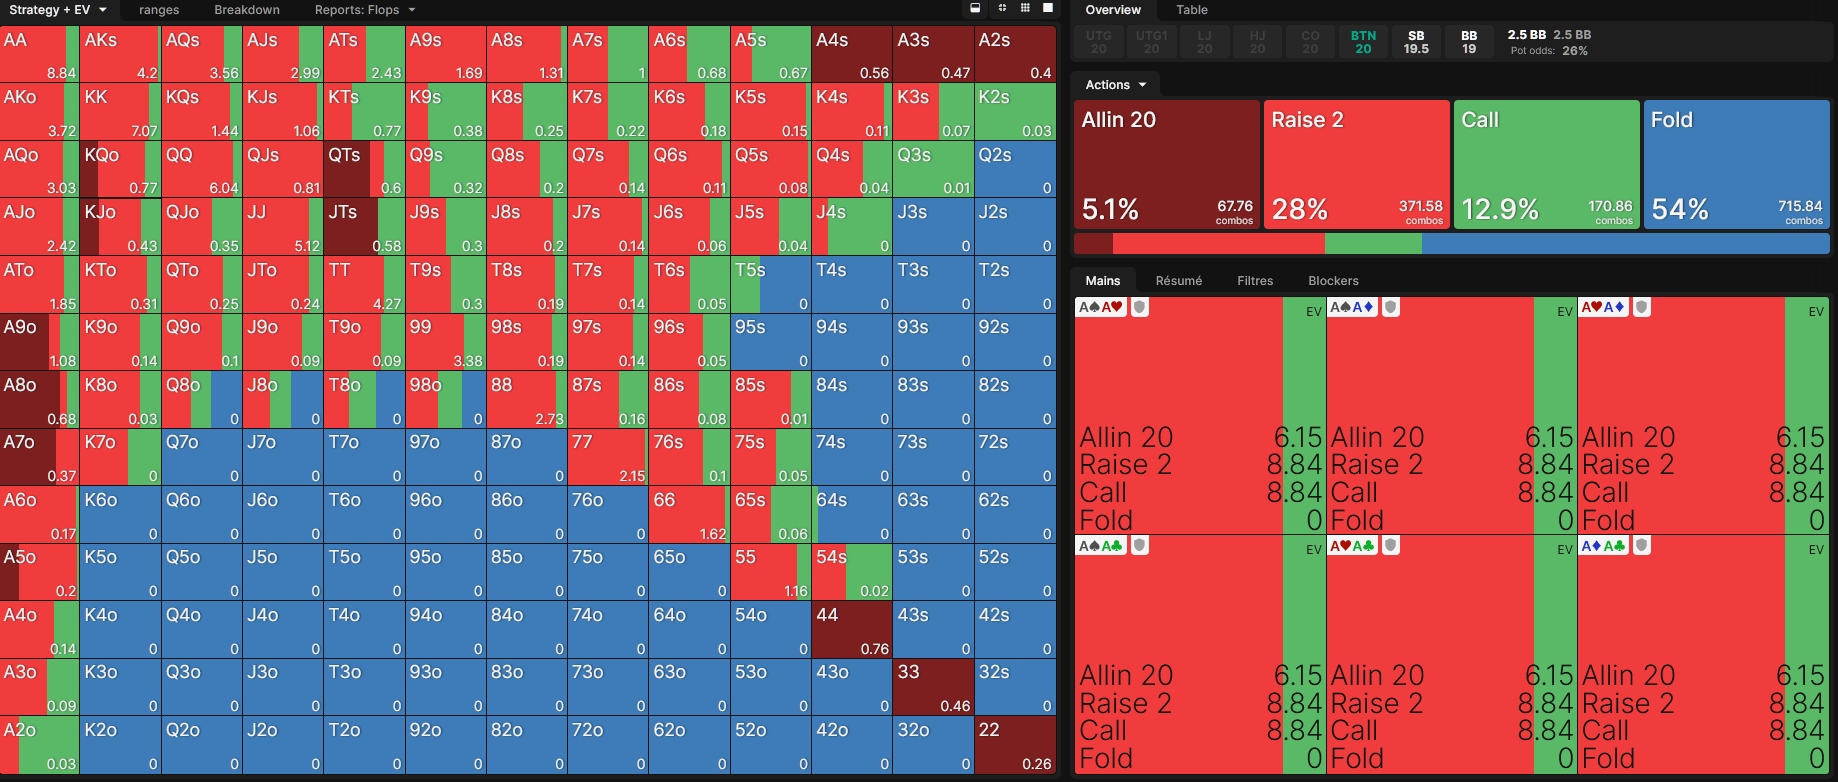 Strategy + EV ranges Breakdown Reports: Flops
AA 8.84 AKs 4.2 AQs 3.56 AJs 2.99 ATs 2.43 A9s 1.69 A8s 1.31 A7s 1 A6s 0.68 A5s 0.67 A4s 0.56 A3s 0.47 A2s 0.4
AKo 3.72 KK 7.07 KQs 1.44 KJs 1.06 KTs 0.77 K9s 0.38 K8s 0.25 K7s 0.22 K6s 0.18 K5s 0.15 K4s 0.11 K3s 0.07 K2s 0.03
AQo 3.03 KQo 0.77 QQ 6.04 QJs 0.81 QTs 0.6 Q9s 0.32 Q8s 0.2 Q7s 0.14 Q6s 0.11 Q5s 0.08 Q4s 0.04 Q3s 0.01 Q2s 0
AJo 2.42 KJo 0.43 QJo 0.35 JJ 5.12 JTs 0.58 J9s 0.3 J8s 0.2 J7s 0.14 J6s 0.06 J5s 0.04 J4s 0 J3s 0 J2s 0
ATo 1.85 KTo 0.31 QTo 0.25 JTo 0.24 TT 4.27 T9s 0.3 T8s 0.19 T7s 0.14 T6s 0.05 T5s 0 T4s 0 T3s 0 T2s 0
A9o 1.08 K9o 0.14 Q9o 0.1 J9o 0.09 T9o 0.09 99 3.38 98s 0.19 97s 0.14 96s 0.05 95s 0 94s 0 93s 0 92s 0
A8o 0.68 K8o 0.03 Q8o 0 J8o 0 T8o 0 98o 0 88 2.73 87s 0.16 86s 0.08 85s 0.01 84s 0 83s 0 82s 0
A7o 0.37 K7o 0 Q7o 0 J7o 0 T7o 0 97o 0 87o 0 77 2.15 76s 0.1 75s 0.05 74s 0 73s 0 72s 0
A6o 0.17 K6o 0 Q6o 0 J6o 0 T6o 0 96o 0 86o 0 76o 0 66 1.62 65s 0.06 64s 0 63s 0 62s 0
A5o 0.2 K5o 0 Q5o 0 J5o 0 T5o 0 95o 0 85o 0 75o 0 65o 0 55 1.16 54s 0.02 53s 0 52s 0
A4o 0.14 K4o 0 Q4o 0 J4o 0 T4o 0 94o 0 84o 0 74o 0 64o 0 54o 0 44 0.76 43s 0 42s 0
A3o 0.09 K3o 0 Q3o 0 J3o 0 T3o 0 93o 0 83o 0 73o 0 63o 0 53o 0 43o 0 33 0.46 32s 0
A2o 0.03 K2o 0 Q2o 0 J2o 0 T2o 0 92o 0 82o 0 72o 0 62o 0 52o 0 42o 0 32o 0 22 0.26
Overview Table
UTG UTG1 LJ HJ CO BTN SB BB 2.5 BB 2.5 BB
20 20 20 20 20 20 19.5 19 Pot odds: 26%
Actions
Allin 20 Raise 2 Call Fold
5.1% 67.76 combos 28% 371.58 combos 12.9% 170.86 combos 54% 715.84 combos
Mains Résumé Filtres Blockers
A♠A♥ EV A♠A♦ EV A♥A♦ EV
Allin 20 6.15 Allin 20 6.15 Allin 20 6.15
Raise 2 8.84 Raise 2 8.84 Raise 2 8.84
Call 8.84 Call 8.84 Call 8.84
Fold 0 Fold 0 Fold 0
A♠A♣ EV A♥A♣ EV A♦A♣ EV
Allin 20 6.15 Allin 20 6.15 Allin 20 6.15
Raise 2 8.84 Raise 2 8.84 Raise 2 8.84
Call 8.84 Call 8.84 Call 8.84
Fold 0 Fold 0 Fold 0